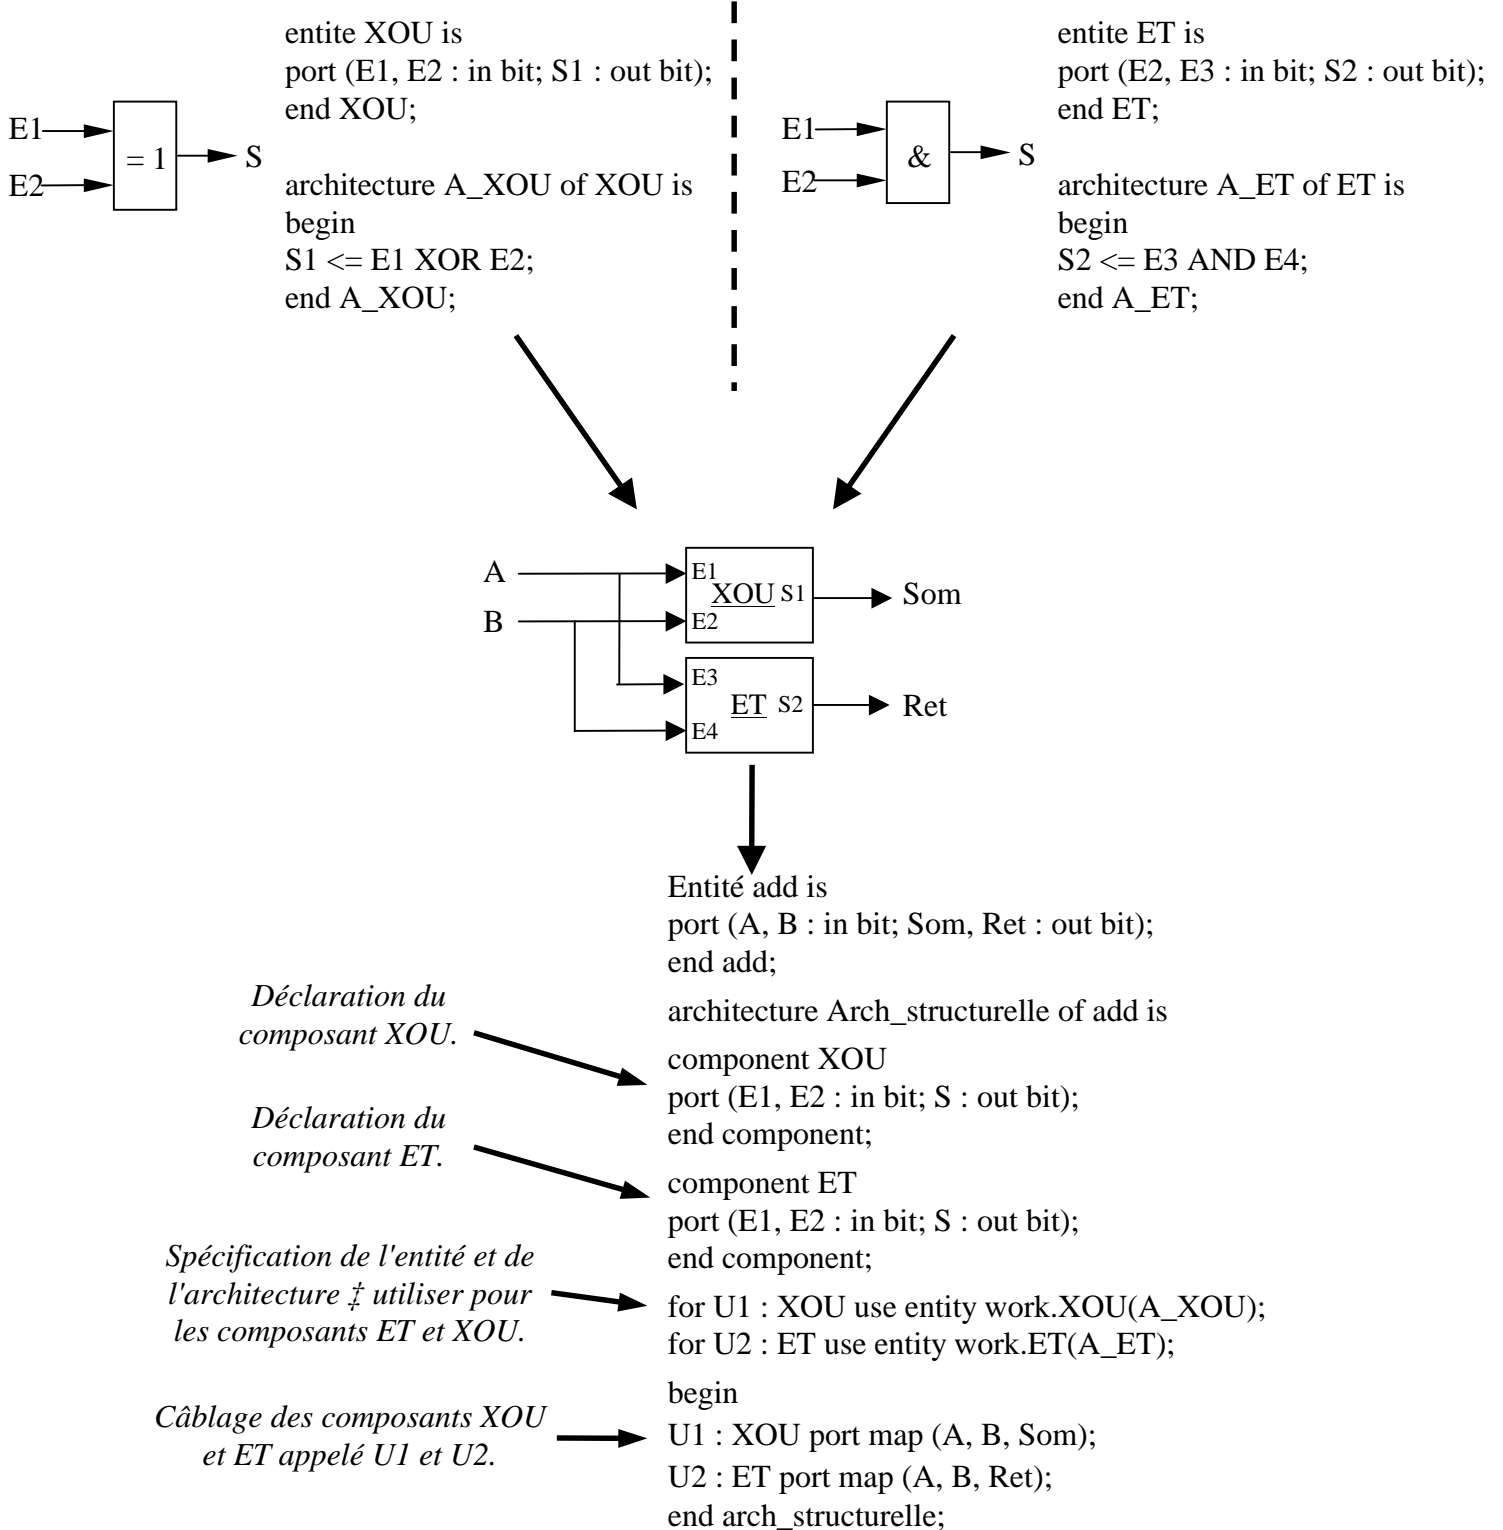 entite XOU is
port (E1, E2 : in bit; S1 : out bit);
end XOU;
E1
E2
= 1
S
architecture A_XOU of XOU is
begin
S1 <= E1 XOR E2;
end A_XOU;
entite ET is
port (E2, E3 : in bit; S2 : out bit);
end ET;
E1
E2
&
S
architecture A_ET of ET is
begin
S2 <= E3 AND E4;
end A_ET;
A
B
E1
XOU S1
E2
Som
E3
ET S2
E4
Ret
Entité add is
port (A, B : in bit; Som, Ret : out bit);
end add;
Déclaration du
composant XOU.
architecture Arch_structurelle of add is
component XOU
port (E1, E2 : in bit; S : out bit);
end component;
Déclaration du
composant ET.
component ET
port (E1, E2 : in bit; S : out bit);
end component;
Spécification de l'entité et de
l'architecture ‡ utiliser pour
les composants ET et XOU.
for U1 : XOU use entity work.XOU(A_XOU);
for U2 : ET use entity work.ET(A_ET);
begin
Câblage des composants XOU
et ET appelé U1 et U2.
U1 : XOU port map (A, B, Som);
U2 : ET port map (A, B, Ret);
end arch_structurelle;